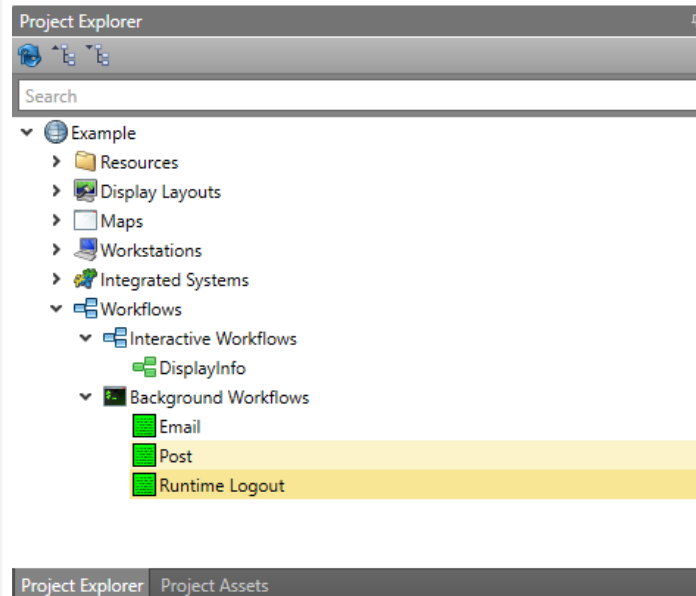 Project Explorer
Search
Example
Resources
Display Layouts
Maps
Workstations
Integrated Systems
Workflows
Interactive Workflows
DisplayInfo
Background Workflows
Email
Post
Runtime Logout
Project Explorer Project Assets